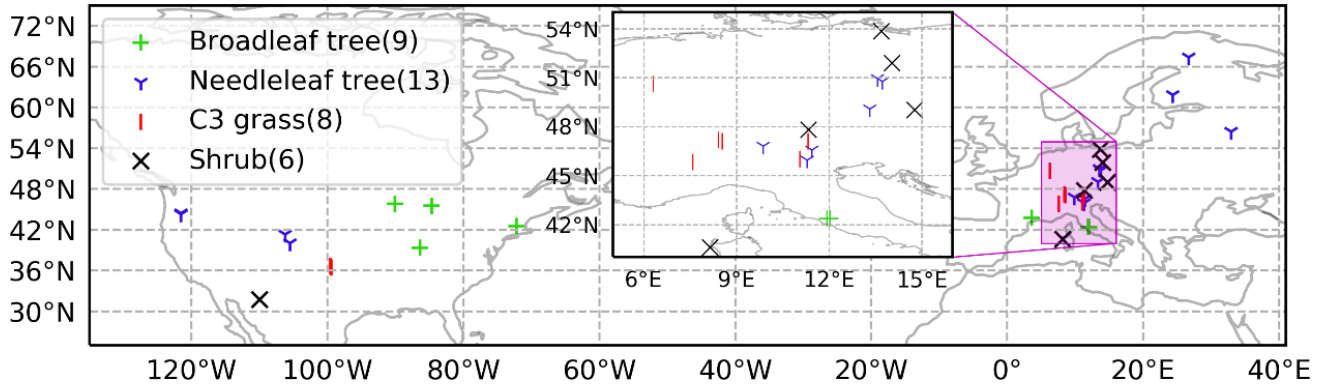 72°N
66°N
60°N
54°N
48°N
42°N
36°N
30°N
Broadleaf tree(9)
Needleleaf tree(13)
C3 grass(8)
Shrub(6)
54°N
51°N
48°N
45°N
42°N
6°E 9°E 12°E 15°E
120°W 100°W 80°W 60°W 40°W 20°W 0° 20°E 40°E